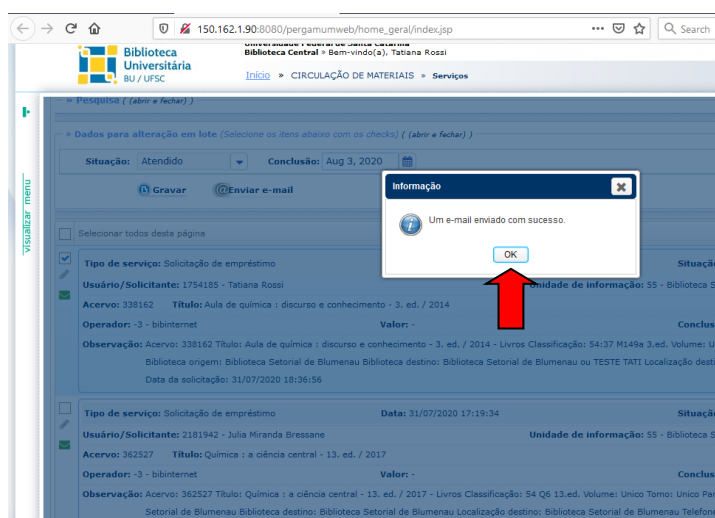 150.162.1.90:8080/pergamumweb/home_geral/index.jsp
Search
Universidade Federal de Santa Catarina
Biblioteca Central » Bem-vindo(a), Tatiana Rossi
Biblioteca
Universitária
BU / UFSC
Início » CIRCULAÇÃO DE MATERIAIS » Serviços
visualizar menu
» Pesquisa ( (abrir e fechar) )
» Dados para alteração em lote (Selecione os itens abaixo com os checks) ( (abrir e fechar) )
Situação: Atendido Conclusão: Aug 3, 2020
Gravar @Enviar e-mail
Informação
Um e-mail enviado com sucesso.
OK
Selecionar todos desta página
Tipo de serviço: Solicitação de empréstimo Situaçã
Usuário/Solicitante: 1754185 - Tatiana Rossi Unidade de informação: 55 - Biblioteca S
Acervo: 338162 Título: Aula de química : discurso e conhecimento - 3. ed. / 2014
Operador: -3 - bibinternet Valor: - Conclus
Observação: Acervo: 338162 Título: Aula de química : discurso e conhecimento - 3. ed. / 2014 - Livros Classificação: 54:37 M149a 3.ed. Volume: U
Biblioteca origem: Biblioteca Setorial de Blumenau Biblioteca destino: Biblioteca Setorial de Blumenau ou TESTE TATI Localização desti
Data da solicitação: 31/07/2020 18:36:56
Tipo de serviço: Solicitação de empréstimo Data: 31/07/2020 17:19:34 Situaçã
Usuário/Solicitante: 2181942 - Julia Miranda Bressane Unidade de informação: 55 - Biblioteca S
Acervo: 362527 Título: Química : a ciência central - 13. ed. / 2017
Operador: -3 - bibinternet Valor: - Conclus
Observação: Acervo: 362527 Título: Química : a ciência central - 13. ed. / 2017 - Livros Classificação: 54 Q6 13.ed. Volume: Unico Tomo: Unico Par
Setorial de Blumenau Biblioteca destino: Biblioteca Setorial de Blumenau Localização destino: Biblioteca Setorial de Blumenau Telefone